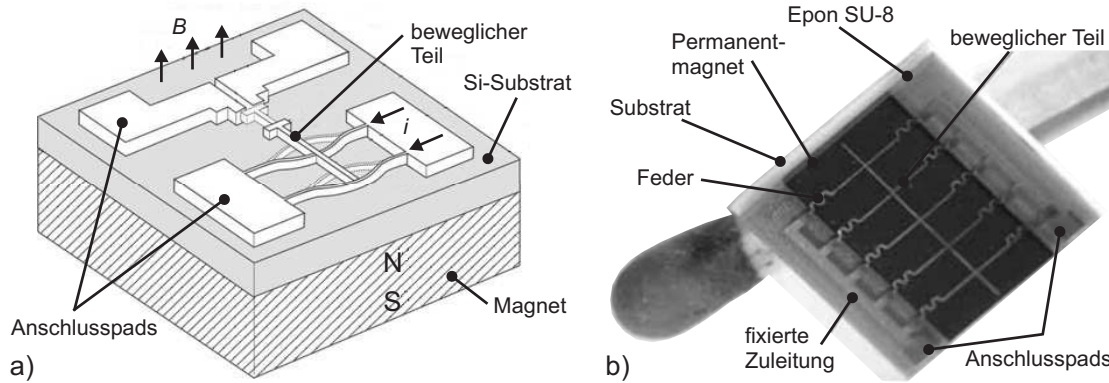 B
beweglicher
Teil
Si-Substrat
i
N
S
Magnet
Anschlusspads
a)
Epon SU-8
Permanent-
magnet
beweglicher Teil
Substrat
Feder
fixierte
Zuleitung
Anschlusspads
b)